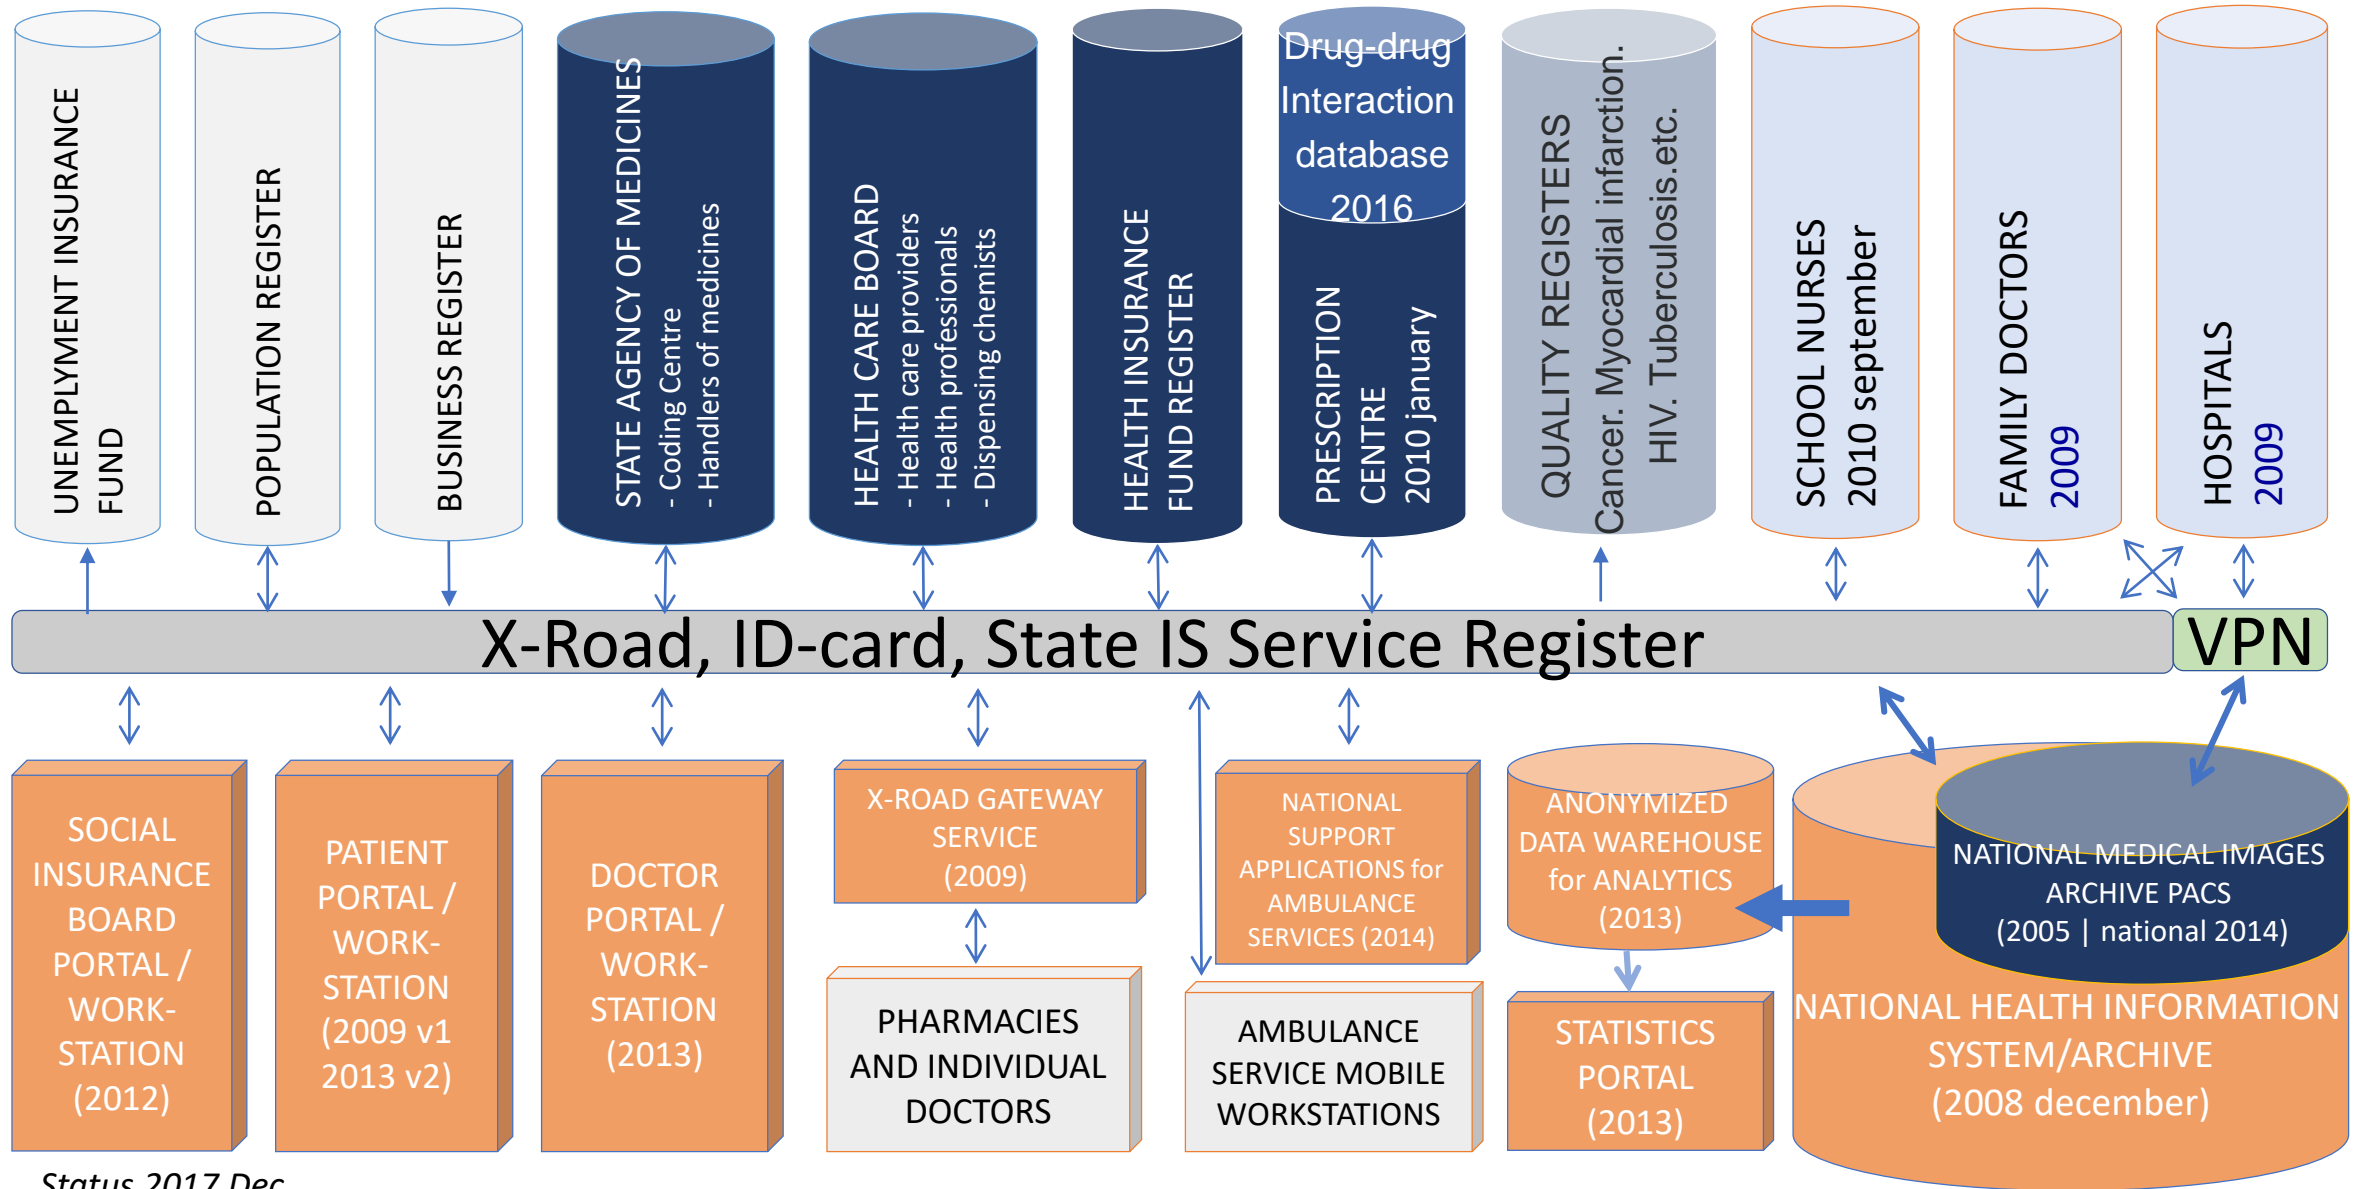 UNEMPLYMENT INSURANCE
FUND
POPULATION REGISTER
BUSINESS REGISTER
STATE AGENCY OF MEDICINES
- Coding Centre
- Handlers of medicines
HEALTH CARE BOARD
- Health care providers
- Health professionals
- Dispensing chemists
HEALTH INSURANCE
FUND REGISTER
Drug-drug
Interaction
database
2016
PRESCRIPTION
CENTRE
2010 january
QUALITY REGISTERS
Cancer. Myocardial infarction.
HIV. Tuberculosis.etc.
SCHOOL NURSES
2010 september
FAMILY DOCTORS
2009
HOSPITALS
2009
X-Road, ID-card, State IS Service Register
VPN
SOCIAL
INSURANCE
BOARD
PORTAL /
WORK-
STATION
(2012)
PATIENT
PORTAL /
WORK-
STATION
(2009 v1
2013 v2)
DOCTOR
PORTAL /
WORK-
STATION
(2013)
X-ROAD GATEWAY
SERVICE
(2009)
PHARMACIES
AND INDIVIDUAL
DOCTORS
NATIONAL
SUPPORT
APPLICATIONS for
AMBULANCE
SERVICES (2014)
AMBULANCE
SERVICE MOBILE
WORKSTATIONS
ANONYMIZED
DATA WAREHOUSE
for ANALYTICS
(2013)
STATISTICS
PORTAL
(2013)
NATIONAL MEDICAL IMAGES
ARCHIVE PACS
(2005 | national 2014)
NATIONAL HEALTH INFORMATION
SYSTEM/ARCHIVE
(2008 december)
Status 2017 Dec